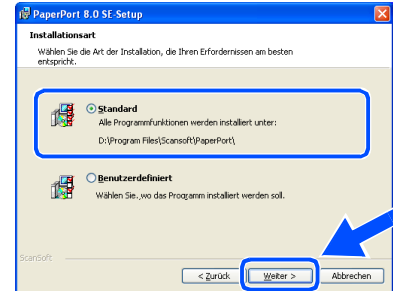 PaperPort 8.0 SE-Setup
Installationsart
Wählen Sie die Art der Installation, die Ihren Erfordernissen am besten
entspricht.
Standard
Alle Programmfunktionen werden installiert unter:
D:\Program Files\Scansoft\PaperPort\
Benutzerdefiniert
Wählen Sie.,wo das Programm installiert werden soll.
ScanSoft
< Zurück
Weiter >
Abbrechen